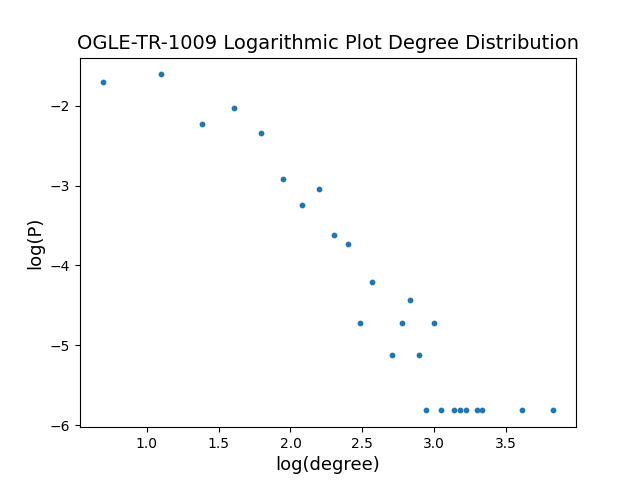 OGLE-TR-1009 Logarithmic Plot Degree Distribution
log(P)
−2
−3
−4
−5
−6
1.0 1.5 2.0 2.5 3.0 3.5
log(degree)